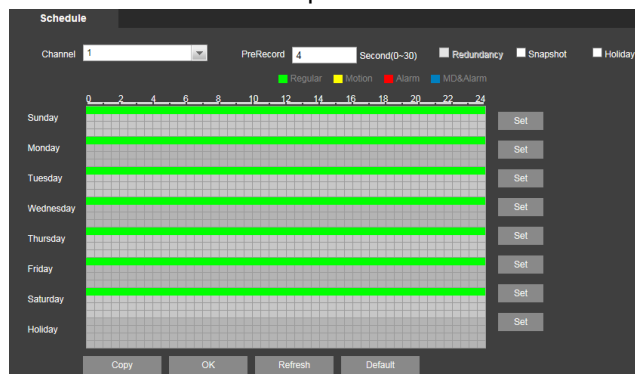 Schedule
Channel 1 PreRecord 4 Second(0~30) Redundancy Snapshot Holiday
Regular Motion Alarm MD&Alarm
0 2 4 6 8 10 12 14 16 18 20 22 24
Sunday Set
Monday Set
Tuesday Set
Wednesday Set
Thursday Set
Friday Set
Saturday Set
Holiday Set
Copy OK Refresh Default